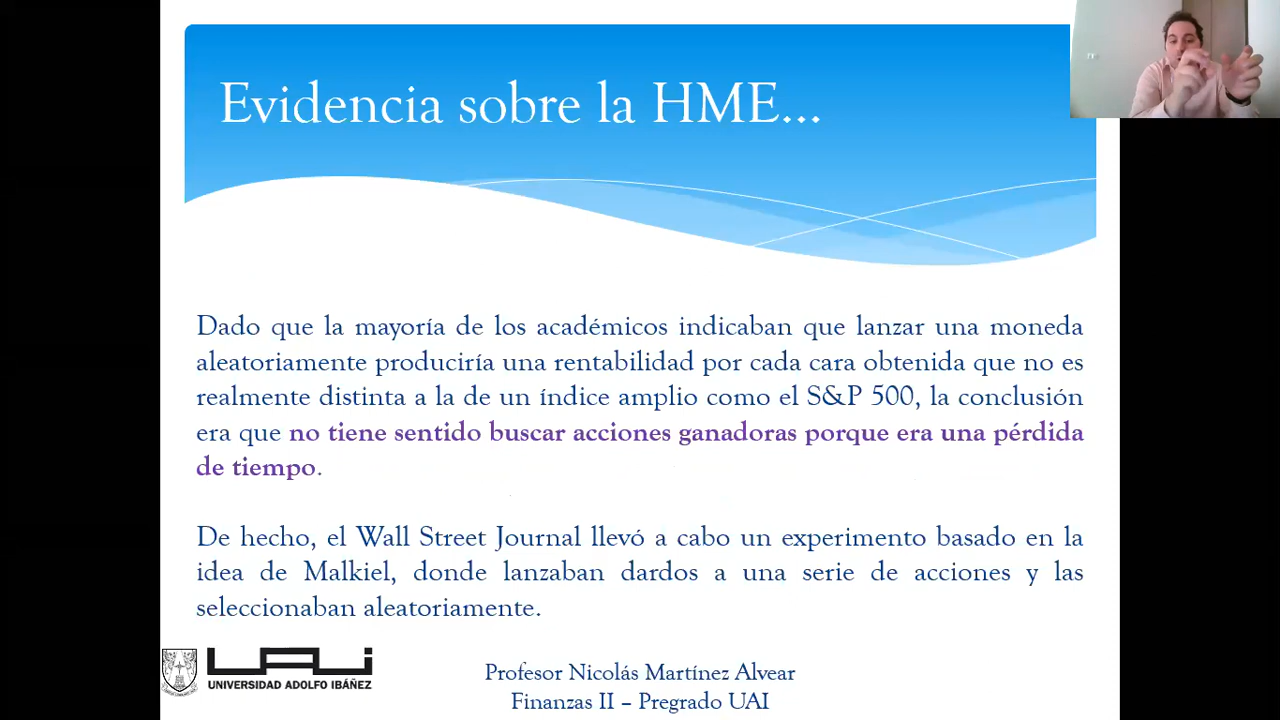 Evidencia sobre la HME...
Dado que la mayoría de los académicos indicaban que lanzar una moneda
aleatoriamente produciría una rentabilidad por cada cara obtenida que no es
realmente distinta a la de un índice amplio como el S&P 500, la conclusión
era que no tiene sentido buscar acciones ganadoras porque era una pérdida
de tiempo.
De hecho, el Wall Street Journal llevó a cabo un experimento basado en la
idea de Malkiel, donde lanzaban dardos a una serie de acciones y las
seleccionaban aleatoriamente.
UAI
UNIVERSIDAD ADOLFO IBÁÑEZ
Profesor Nicolás Martínez Alvear
Finanzas II – Pregrado UAI